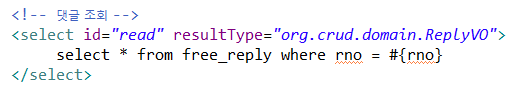 <!-- 댓글 조회 -->
<select id="read" resultType="org.crud.domain.ReplyVO">
select * from free_reply where rno = #{rno}
</select>